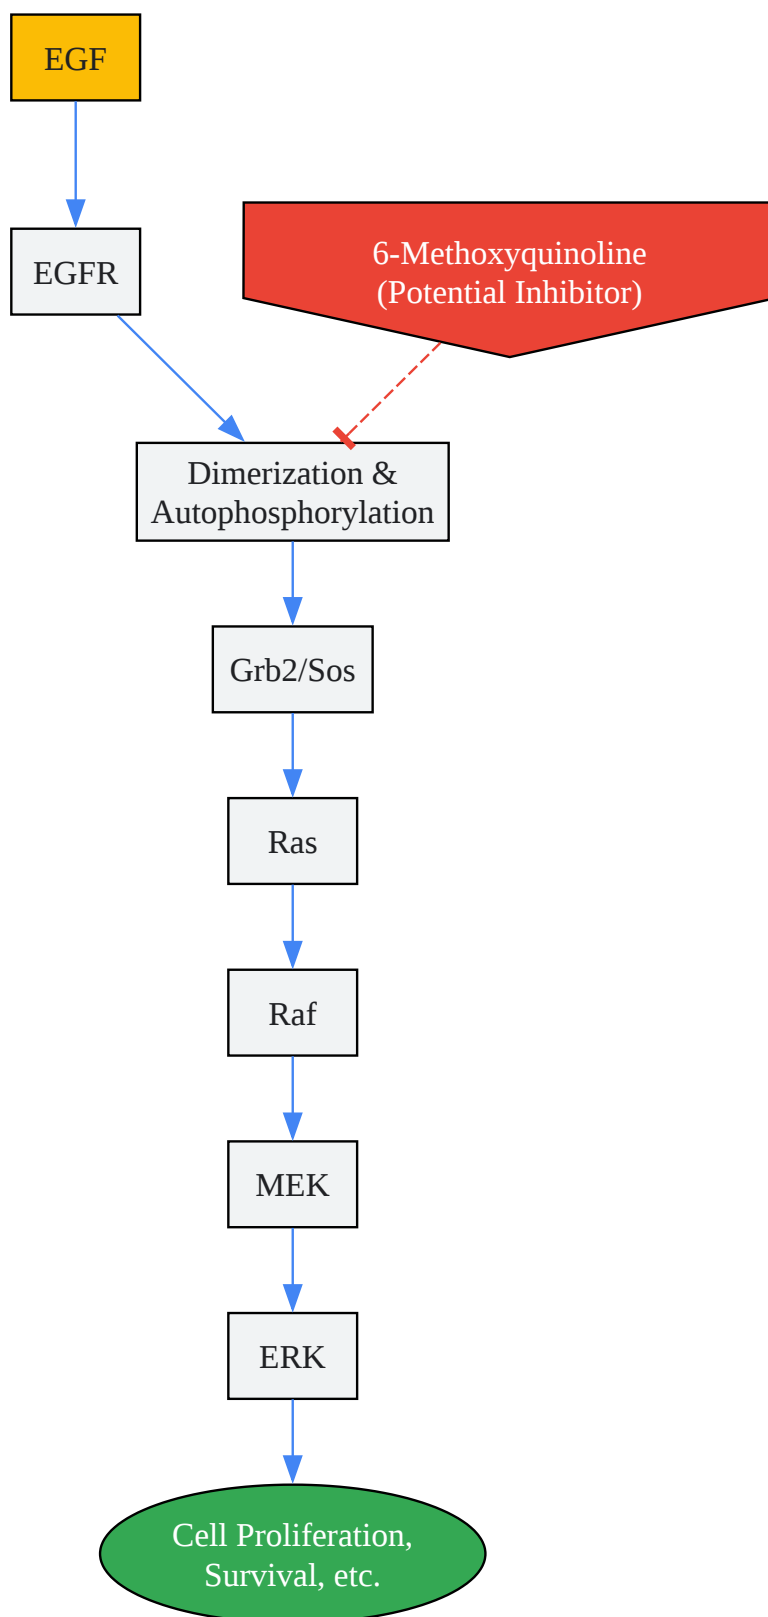 EGF
EGFR
6-Methoxyquinoline
(Potential Inhibitor)
Dimerization &
Autophosphorylation
Grb2/Sos
Ras
Raf
MEK
ERK
Cell Proliferation,
Survival, etc.